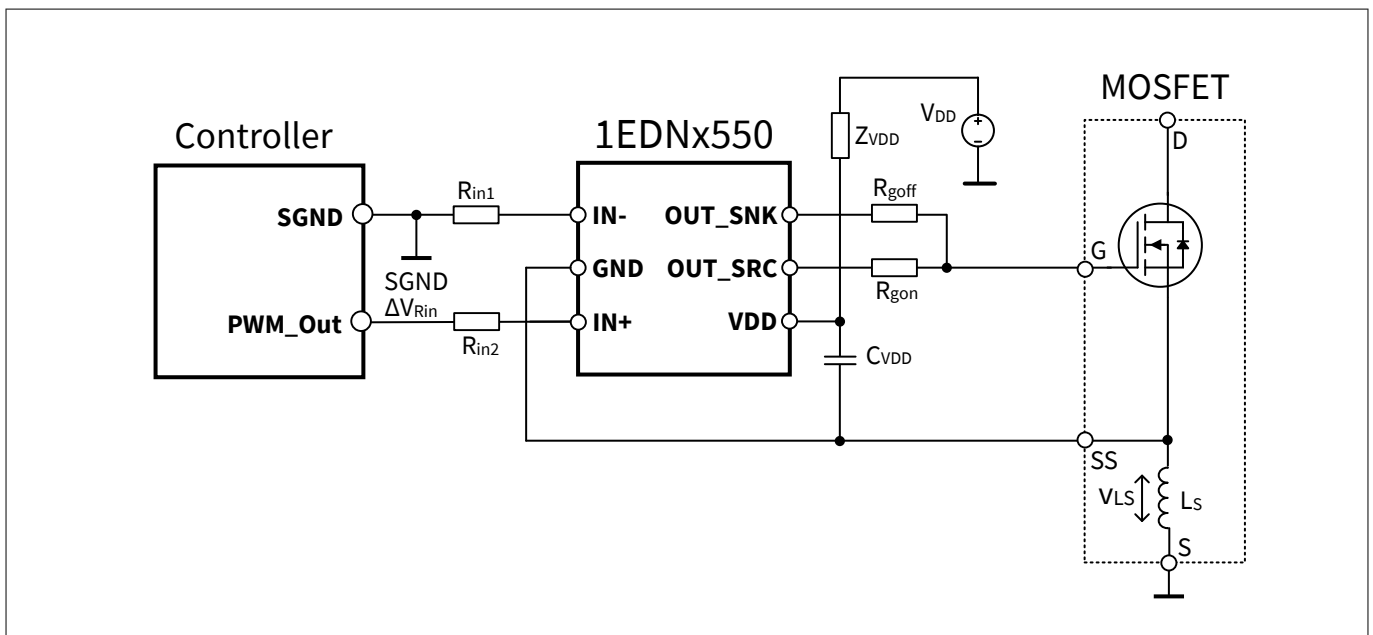 MOSFET
Controller
1EDNx550
VDD
ZVDD
D
Rin1
Rgoff
SGND
IN-
OUT_SNK
G
GND
OUT_SRC
SGND
Rgon
ΔVRin
PWM_Out
IN+
VDD
Rin2
CVDD
SS
vLS
LS
S